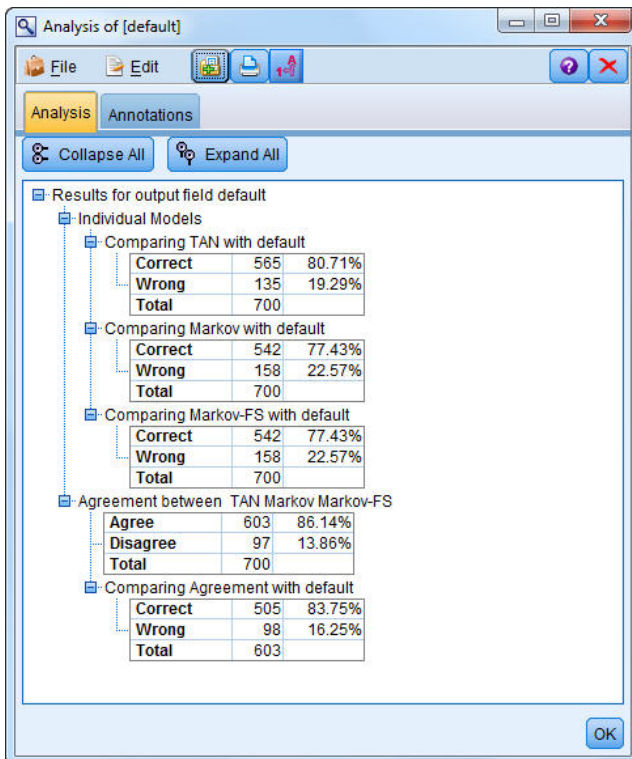 Analysis of [default]
File Edit
Analysis Annotations
Collapse All Expand All
Results for output field default
Individual Models
Comparing TAN with default
Correct 565 80.71%
Wrong 135 19.29%
Total 700
Comparing Markov with default
Correct 542 77.43%
Wrong 158 22.57%
Total 700
Comparing Markov-FS with default
Correct 542 77.43%
Wrong 158 22.57%
Total 700
Agreement between TAN Markov Markov-FS
Agree 603 86.14%
Disagree 97 13.86%
Total 700
Comparing Agreement with default
Correct 505 83.75%
Wrong 98 16.25%
Total 603
OK